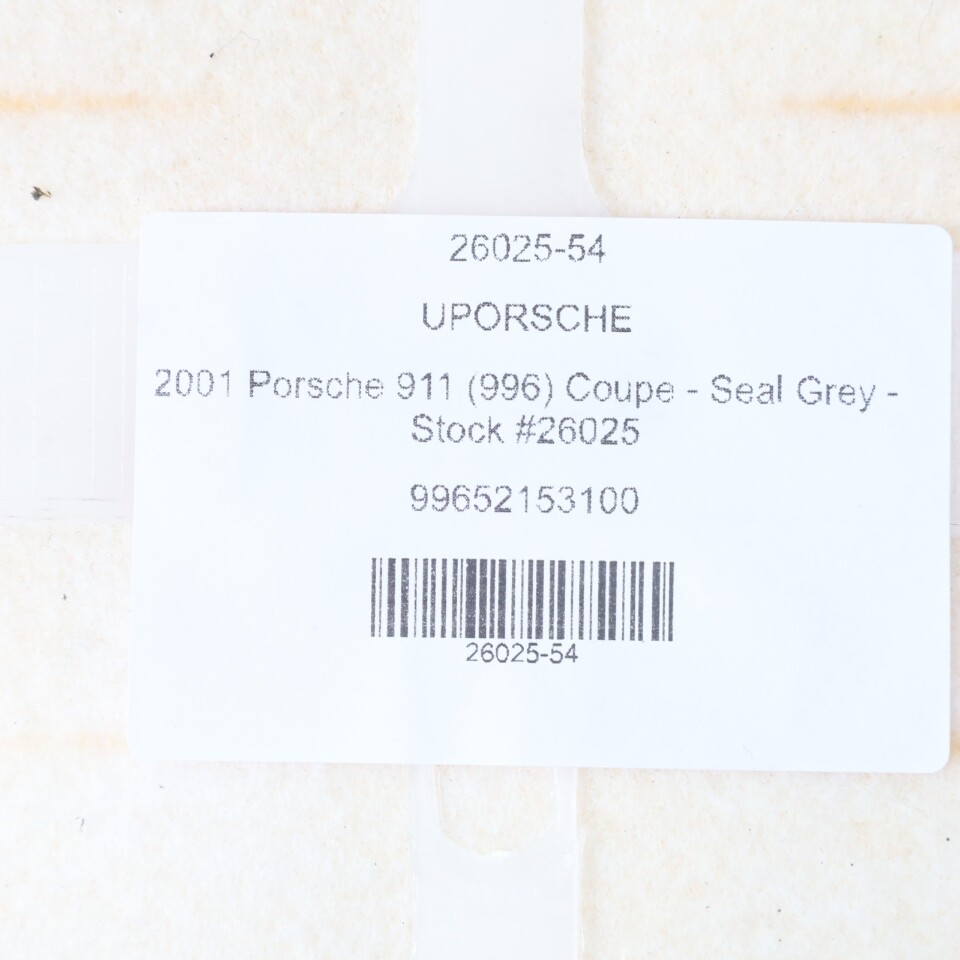 26025-54
UPORSCHE
2001 Porsche 911 (996) Coupe - Seal Grey -
Stock #26025
99652153100
26025-54